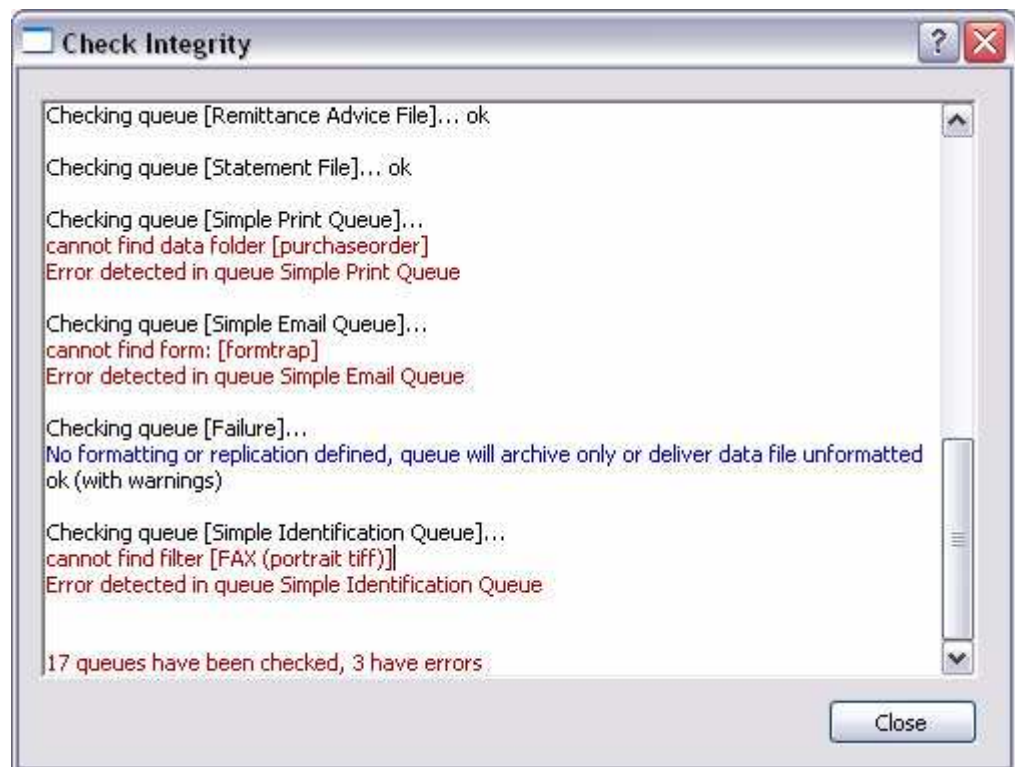 Check Integrity
Checking queue [Remittance Advice File]... ok
Checking queue [Statement File]... ok
Checking queue [Simple Print Queue]...
cannot find data folder [purchaseorder]
Error detected in queue Simple Print Queue
Checking queue [Simple Email Queue]...
cannot find form: [formtrap]
Error detected in queue Simple Email Queue
Checking queue [Failure]...
No formatting or replication defined, queue will archive only or deliver data file unformatted
ok (with warnings)
Checking queue [Simple Identification Queue]...
cannot find filter [FAX (portrait tiff)]
Error detected in queue Simple Identification Queue
17 queues have been checked, 3 have errors
Close